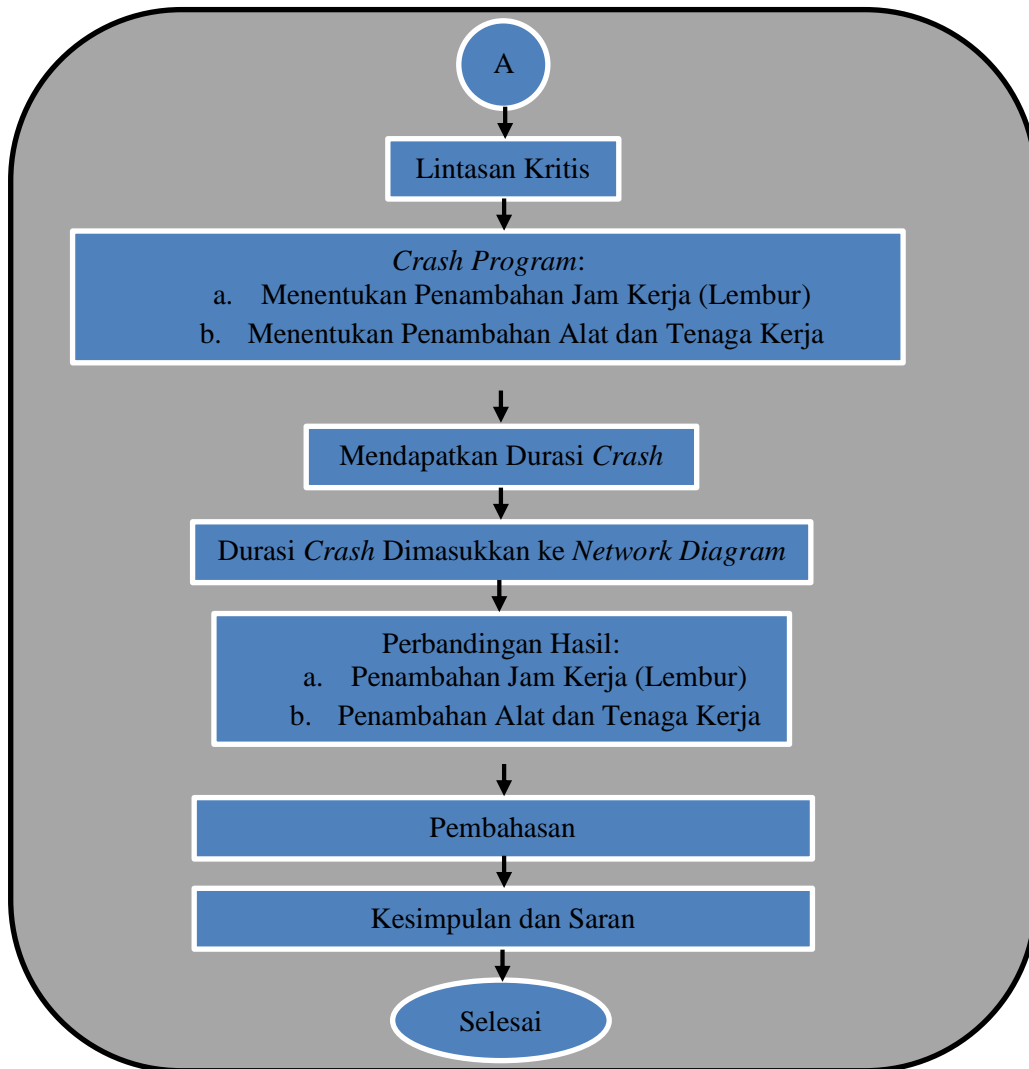 A
Lintasan Kritis
Crash Program:
a. Menentukan Penambahan Jam Kerja (Lembur)
b. Menentukan Penambahan Alat dan Tenaga Kerja
Mendapatkan Durasi Crash
Durasi Crash Dimasukkan ke Network Diagram
Perbandingan Hasil:
a. Penambahan Jam Kerja (Lembur)
b. Penambahan Alat dan Tenaga Kerja
Pembahasan
Kesimpulan dan Saran
Selesai